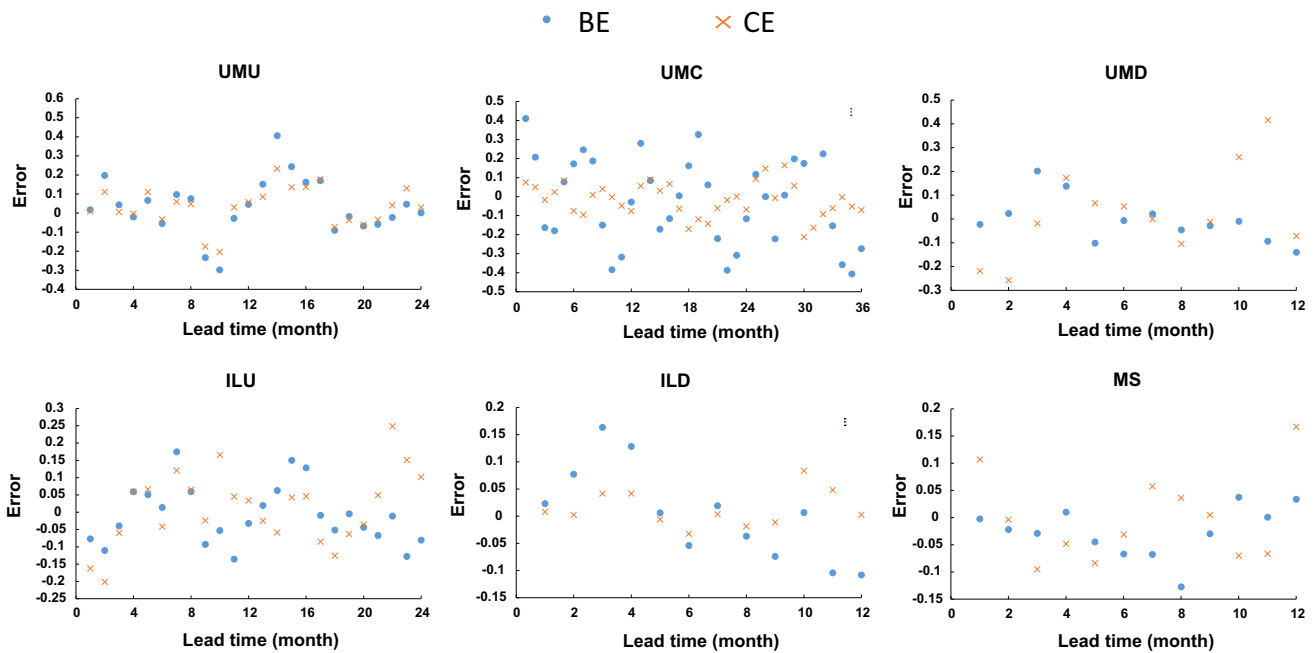 BE CE
UMU UMC UMD
0.6 0.5 0.5
0.5 0.4 0.4
0.4 0.3 0.3
0.3 0.2 0.2
0.2 0.1 0.1
0.1 0 0
0 -0.1 -0.1
-0.1 -0.2 -0.2
-0.2 -0.3 -0.3
-0.3 -0.4
-0.4 -0.5
Error Error Error
0 4 8 12 16 20 24 0 6 12 18 24 30 36 0 2 4 6 8 10 12
Lead time (month) Lead time (month) Lead time (month)
ILU ILD MS
0.3 0.2 0.2
0.25 0.15 0.15
0.2 0.1 0.1
0.15 0.05 0.05
0.1 0 0
0.05 -0.05 -0.05
0 -0.1 -0.1
-0.05 -0.15 -0.15
-0.1
-0.15
-0.2
-0.25
Error Error Error
0 4 8 12 16 20 24 0 2 4 6 8 10 12 0 2 4 6 8 10 12
Lead time (month) Lead time (month) Lead time (month)